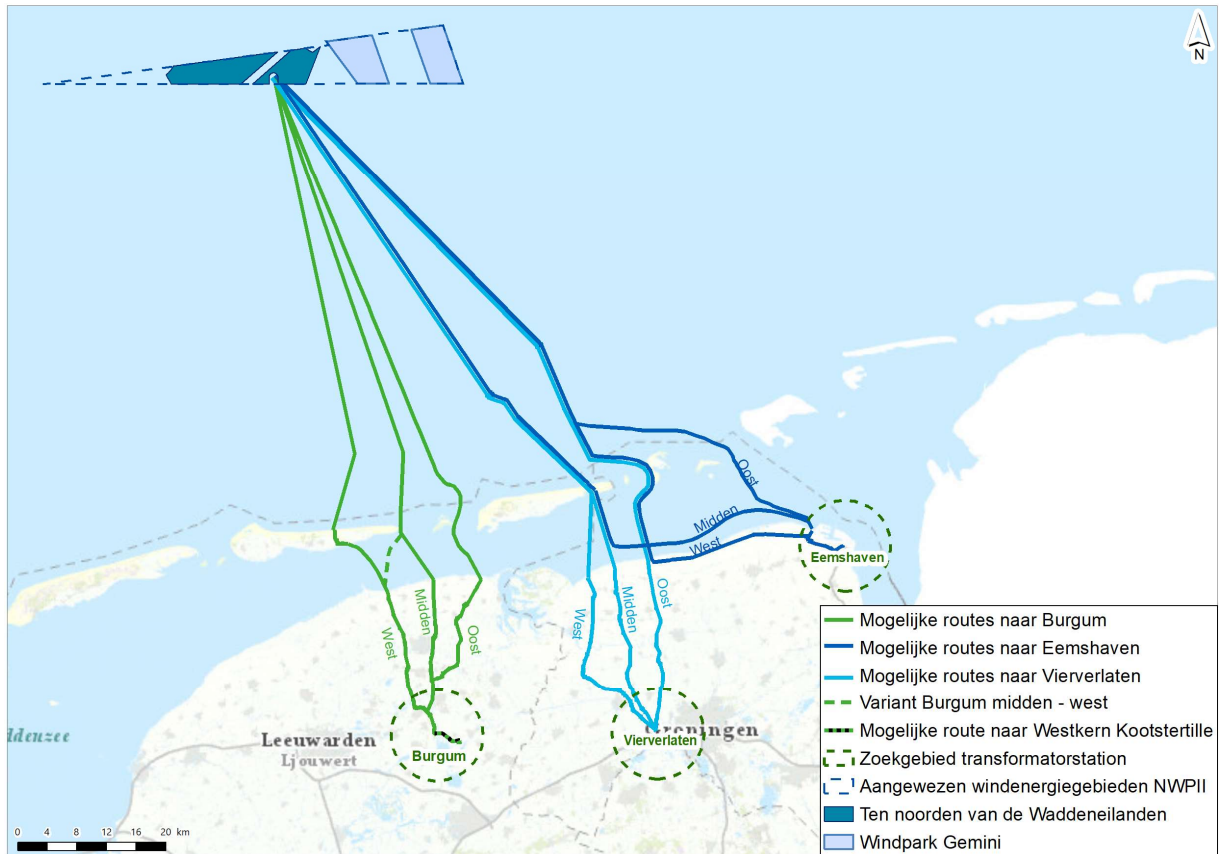 N
Oost
Midden
West
Eemshaven
West
Midden
Oost
West
Midden
Oost
Leeuwarden
Ljouwert
Burgum
Vierverlaten
Groningen
ddenzee
0 4 8 12 16 20 km
Mogelijke routes naar Burgum
Mogelijke routes naar Eemshaven
Mogelijke routes naar Vierverlaten
Variant Burgum midden - west
Mogelijke route naar Westkern Kootstertille
Zoekgebied transformatorstation
Aangewezen windenergiegebieden NWPII
Ten noorden van de Waddeneilanden
Windpark Gemini